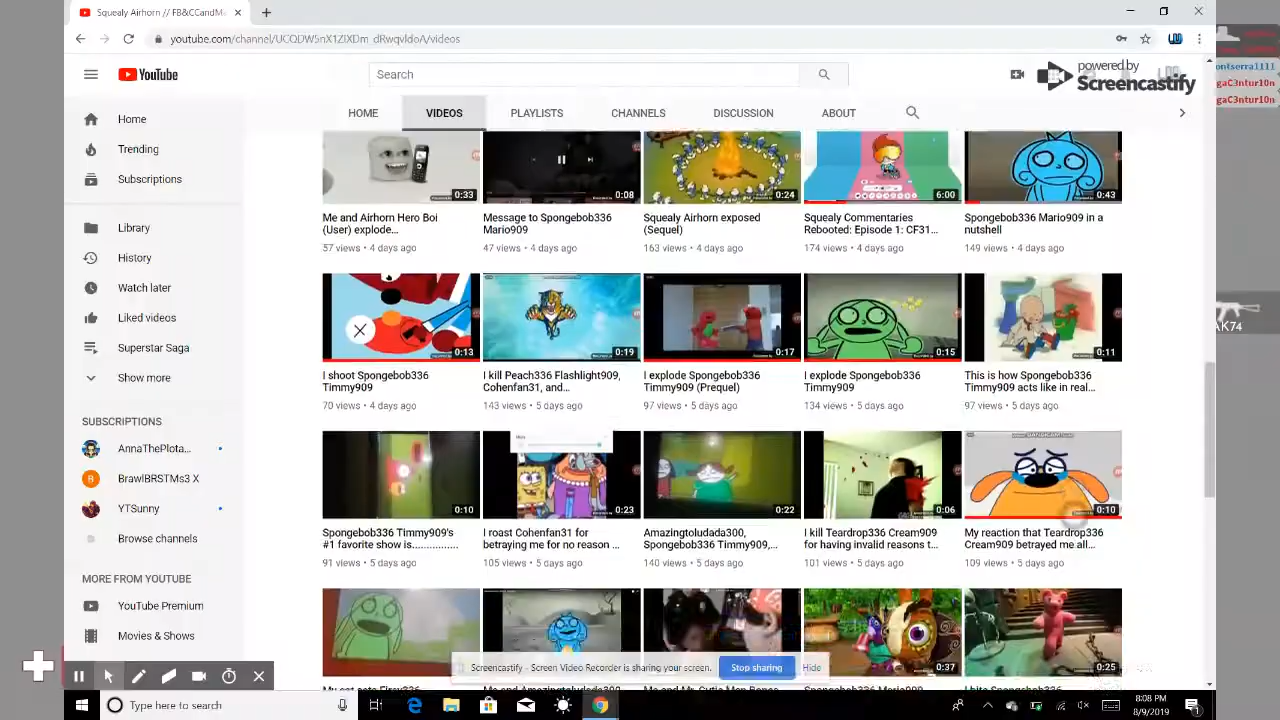 Squealy Airhorn // FB&CCandMa
youtube.com/channel/UCQDW5nX1ZIXDm_dRwqvldoA/videos
YouTube
Search
powered by
Screencastify
ontserra1111
gaC3ntur10n
gaC3ntur10n
HOME
VIDEOS
PLAYLISTS
CHANNELS
DISCUSSION
ABOUT
Home
Trending
Subscriptions
Library
History
Watch later
Liked videos
Superstar Saga
Show more
SUBSCRIPTIONS
AnnaThePlota...
BrawlBRSTMs3 X
YTSunny
Browse channels
MORE FROM YOUTUBE
YouTube Premium
Movies & Shows
0:33
0:08
0:24
6:00
0:43
Me and Airhorn Hero Boi
(User) explode...
57 views • 4 days ago
Message to Spongebob336
Mario909
47 views • 4 days ago
Squealy Airhorn exposed
(Sequel)
163 views • 4 days ago
Squealy Commentaries
Rebooted: Episode 1: CF31...
174 views • 4 days ago
Spongebob336 Mario909 in a
nutshell
149 views • 4 days ago
0:13
0:19
0:17
0:15
0:11
I shoot Spongebob336
Timmy909
70 views • 4 days ago
I kill Peach336 Flashlight909,
Cohenfan31, and...
143 views • 5 days ago
I explode Spongebob336
Timmy909 (Prequel)
97 views • 5 days ago
I explode Spongebob336
Timmy909
134 views • 5 days ago
This is how Spongebob336
Timmy909 acts like in real...
97 views • 5 days ago
AK74
0:10
0:23
0:22
0:06
0:10
Spongebob336 Timmy909's
#1 favorite show is...............
91 views • 5 days ago
I roast Cohenfan31 for
betraying me for no reason ...
105 views • 5 days ago
Amazingtoludada300,
Spongebob336 Timmy909,...
140 views • 5 days ago
I kill Teardrop336
Cream909
for having invalid reasons t...
101 views • 5 days ago
My reaction that Teardrop336
Cream909 betrayed me all...
109 views • 5 days ago
0:37
0:25
Screencastify - Screen Video Recorder is sharing your screen.
Stop sharing
Hide
Type here to search
8:08 PM
8/9/2019